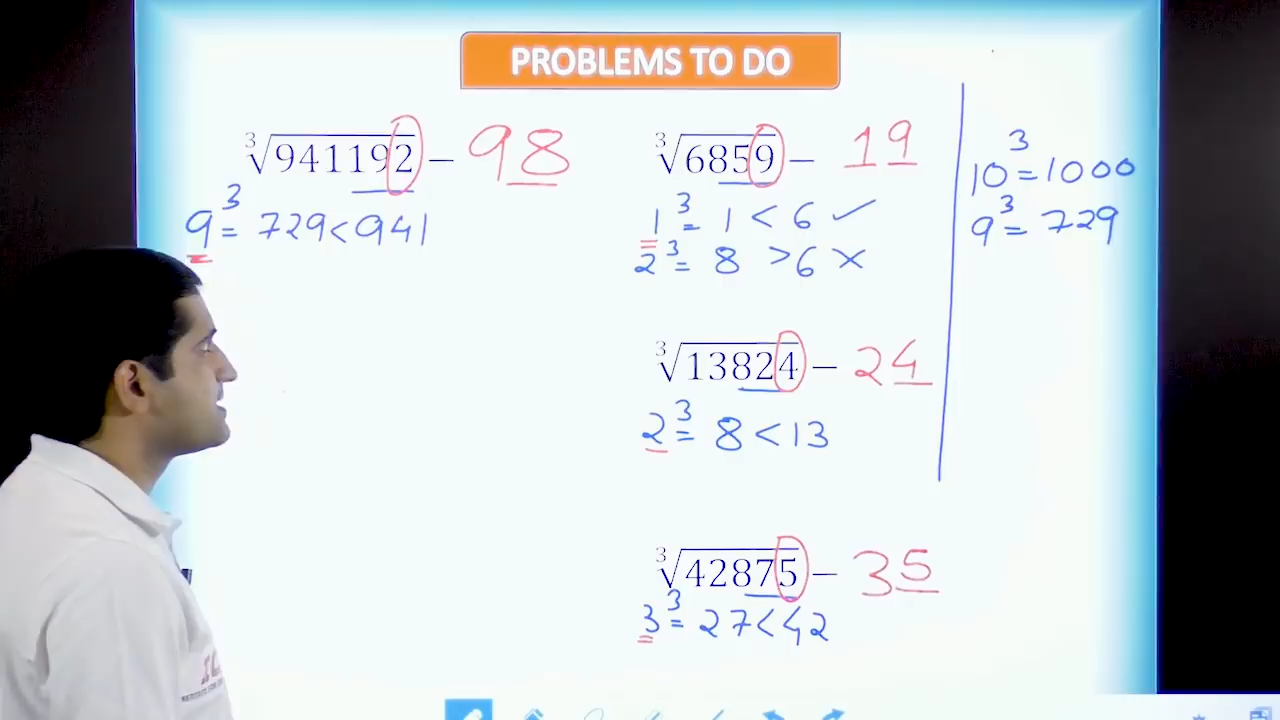 PROBLEMS TO DO
∛941192 – 98
9³ = 729 < 941
∛6859 – 19
1³ = 1 < 6 ✓
2³ = 8 > 6 ×
∛13824 – 24
2³ = 8 < 13
∛42875 – 35
3³ = 27 < 42
10³ = 1000
9³ = 729